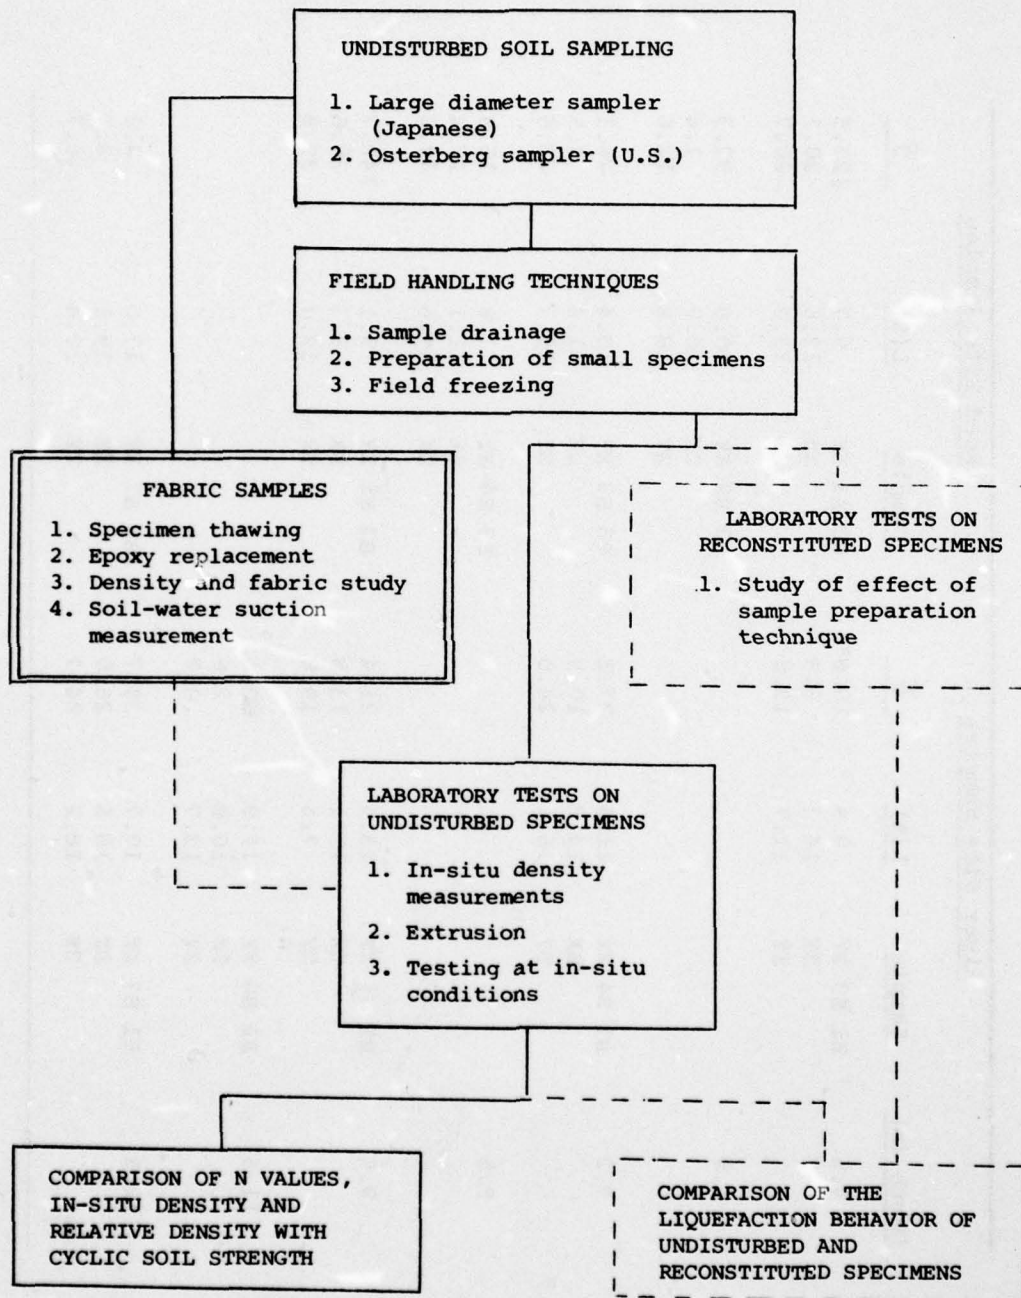 UNDISTURBED SOIL SAMPLING
1. Large diameter sampler
(Japanese)
2. Osterberg sampler (U.S.)
FIELD HANDLING TECHNIQUES
1. Sample drainage
2. Preparation of small specimens
3. Field freezing
FABRIC SAMPLES
1. Specimen thawing
2. Epoxy replacement
3. Density and fabric study
4. Soil-water suction
measurement
LABORATORY TESTS ON
RECONSTITUTED SPECIMENS
1. Study of effect of
sample preparation
technique
LABORATORY TESTS ON
UNDISTURBED SPECIMENS
1. In-situ density
measurements
2. Extrusion
3. Testing at in-situ
conditions
COMPARISON OF N VALUES,
IN-SITU DENSITY AND
RELATIVE DENSITY WITH
CYCLIC SOIL STRENGTH
COMPARISON OF THE
LIQUEFACTION BEHAVIOR OF
UNDISTURBED AND
RECONSTITUTED SPECIMENS